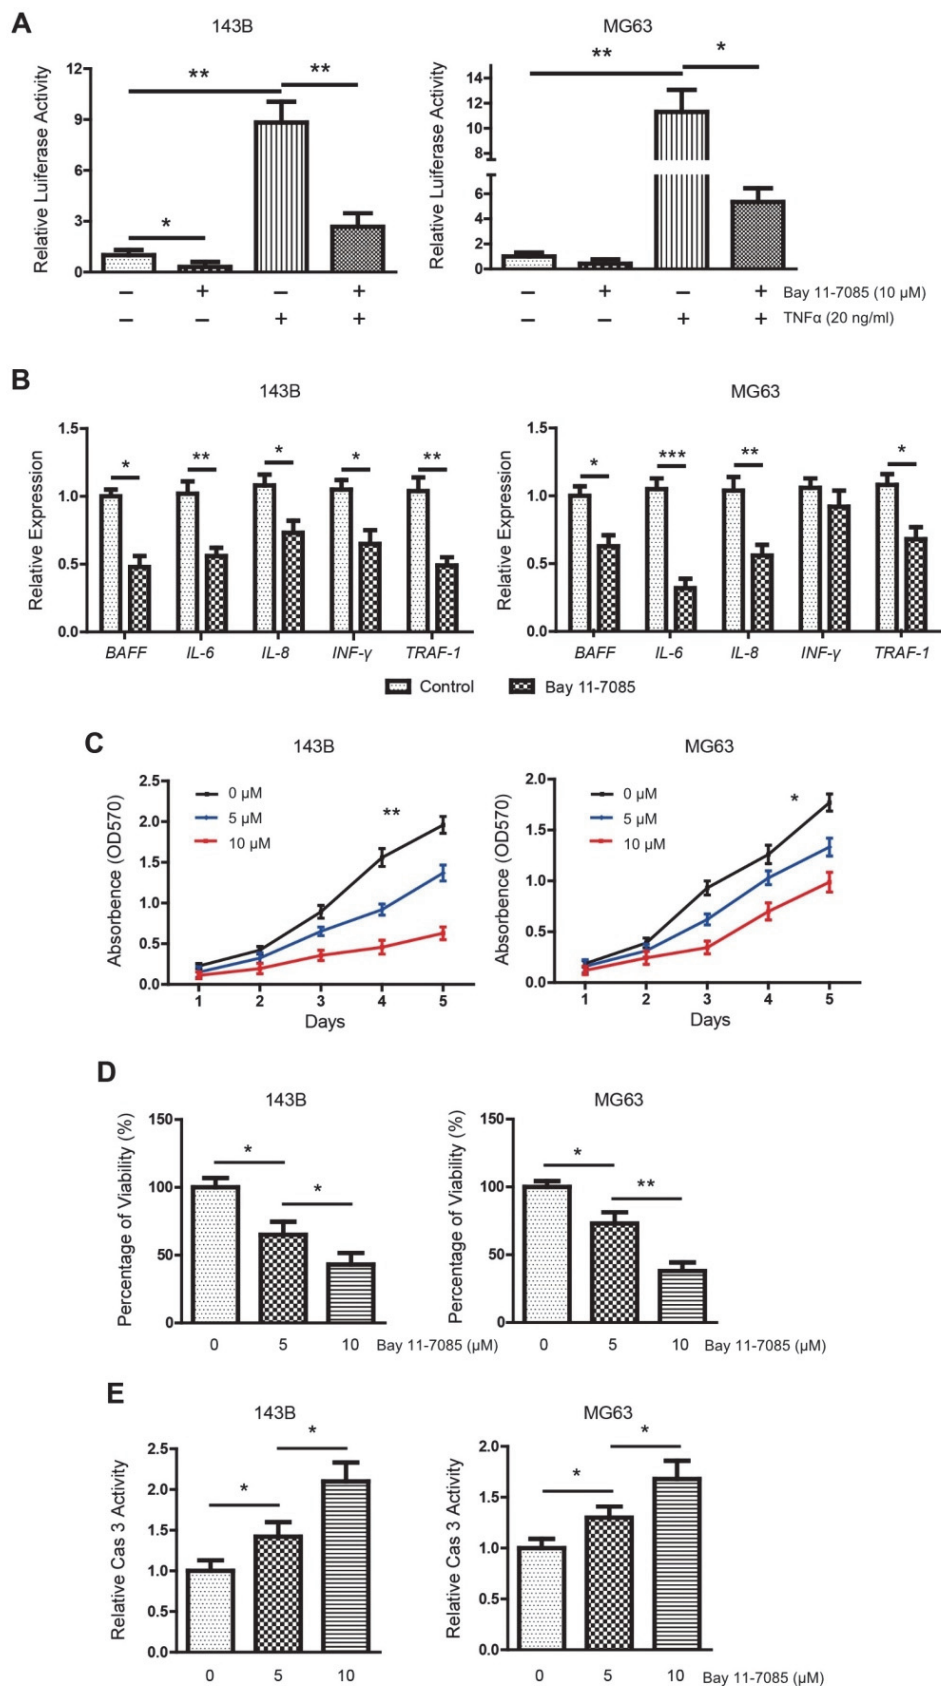 A
143B
MG63
Relative Luiferase Activity
12
9
6
3
0
**
**
*
Relative Luiferase Activity
14
12
10
8
6
4
2
0
**
*
– + – + Bay 11-7085 (10 µM)
– – + + TNFα (20 ng/ml)
– + – +
– – + +
B
143B
MG63
Relative Expression
1.5
1.0
0.5
0.0
* ** * * **
BAFF IL-6 IL-8 INF-γ TRAF-1
Relative Expression
1.5
1.0
0.5
0.0
* *** ** *
BAFF IL-6 IL-8 INF-γ TRAF-1
Control Bay 11-7085
C
143B
MG63
Absorbence (OD570)
2.5
2.0
1.5
1.0
0.5
0.0
0 µM
5 µM
10 µM
**
1 2 3 4 5
Days
Absorbence (OD570)
2.0
1.5
1.0
0.5
0.0
0 µM
5 µM
10 µM
*
1 2 3 4 5
Days
D
143B
MG63
Percentage of Viability (%)
150
100
50
0
*
*
0 5 10 Bay 11-7085 (µM)
Percentage of Viability (%)
150
100
50
0
*
**
0 5 10 Bay 11-7085 (µM)
E
143B
MG63
Relative Cas 3 Activity
2.5
2.0
1.5
1.0
0.5
0.0
*
*
0 5 10
Relative Cas 3 Activity
2.0
1.5
1.0
0.5
0.0
*
*
0 5 10 Bay 11-7085 (µM)